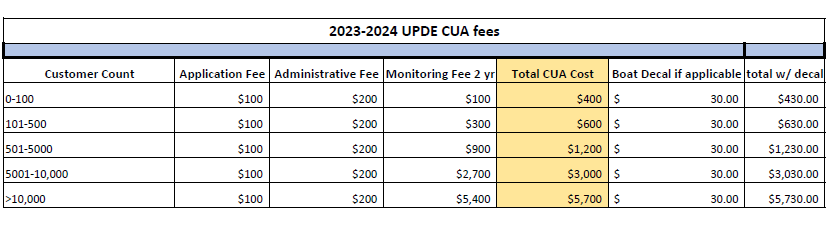 2023-2024 UPDE CUA fees
Customer Count Application Fee Administrative Fee Monitoring Fee 2 yr Total CUA Cost Boat Decal if applicable total w/ decal
0-100 $100 $200 $100 $400 $ 30.00 $430.00
101-500 $100 $200 $300 $600 $ 30.00 $630.00
501-5000 $100 $200 $900 $1,200 $ 30.00 $1,230.00
5001-10,000 $100 $200 $2,700 $3,000 $ 30.00 $3,030.00
>10,000 $100 $200 $5,400 $5,700 $ 30.00 $5,730.00